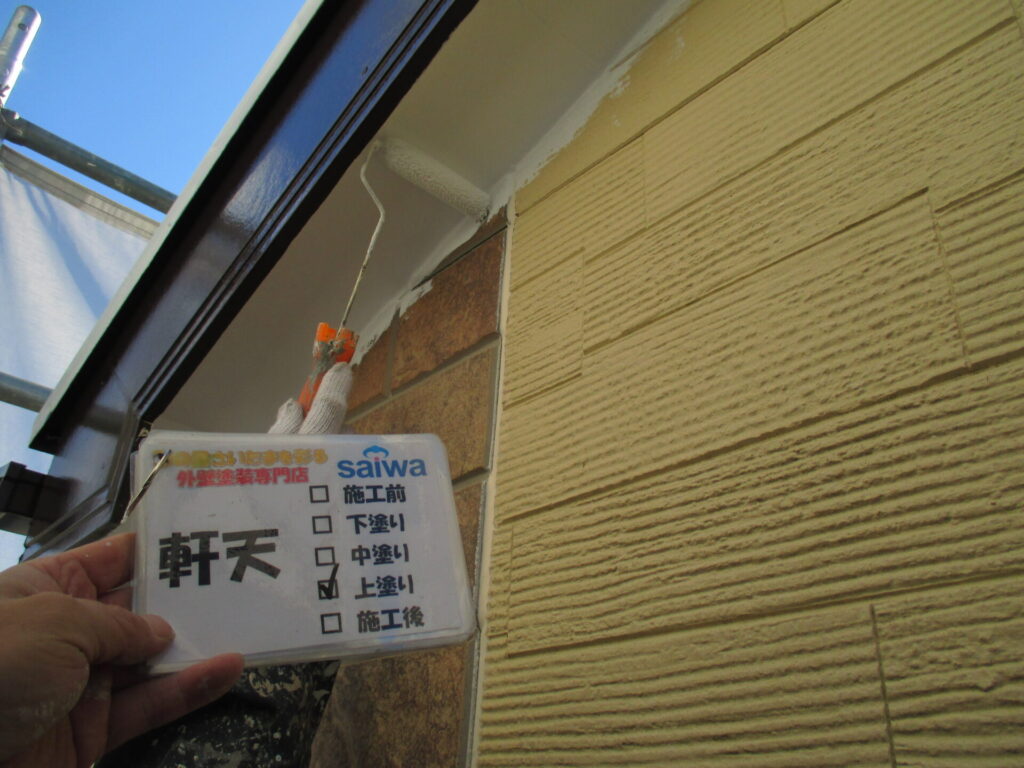 saiwa
外壁塗装専門店
施工前
下塗り
軒天
中塗り
上塗り
施工後